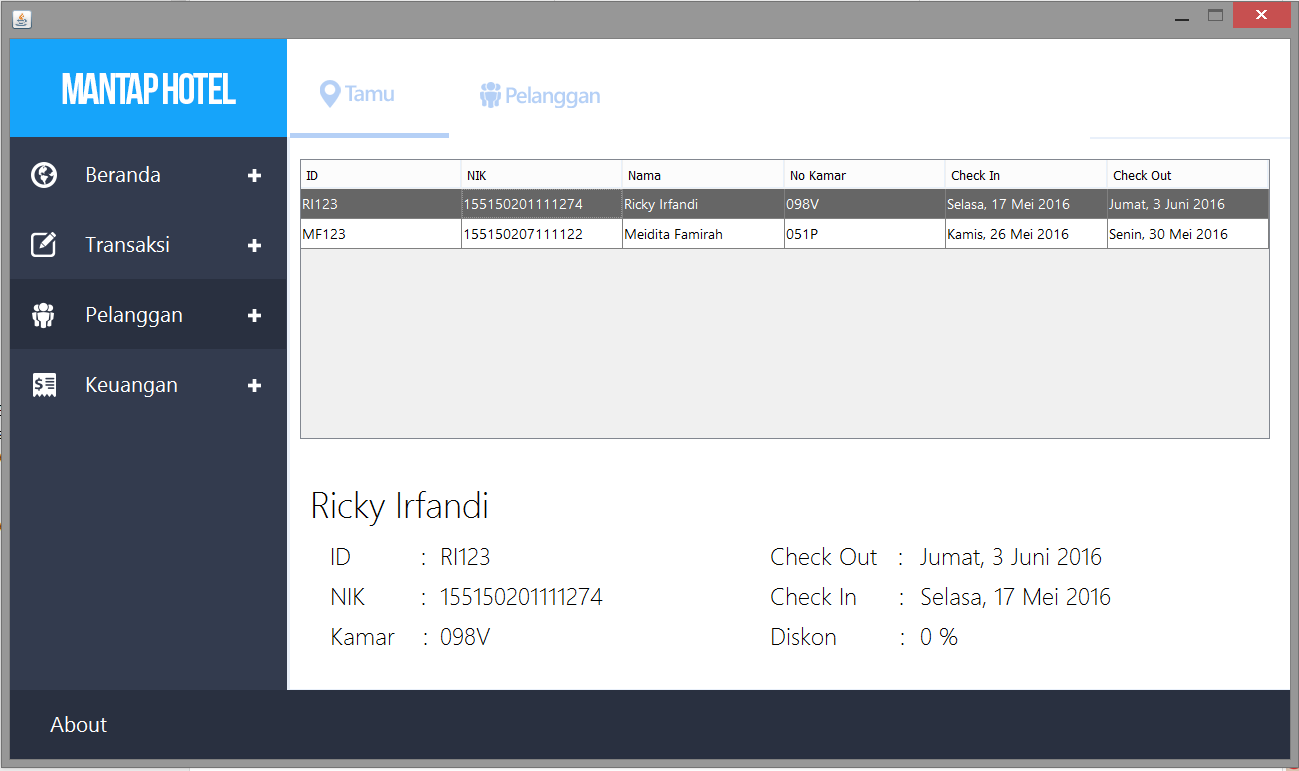 MANTAP HOTEL
Tamu
Pelanggan
Beranda
Transaksi
Pelanggan
Keuangan
ID NIK Nama No Kamar Check In Check Out
RI123 155150201111274 Ricky Irfandi 098V Selasa, 17 Mei 2016 Jumat, 3 Juni 2016
MF123 155150207111122 Meidita Famirah 051P Kamis, 26 Mei 2016 Senin, 30 Mei 2016
Ricky Irfandi
ID : RI123 Check Out : Jumat, 3 Juni 2016
NIK : 155150201111274 Check In : Selasa, 17 Mei 2016
Kamar : 098V Diskon : 0 %
About